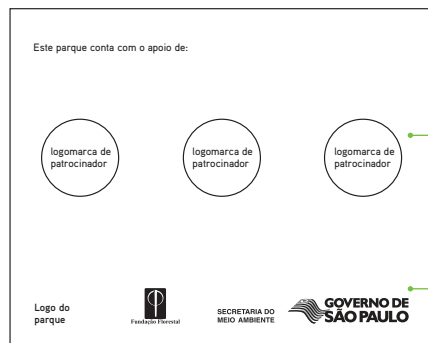 Este parque conta com o apoio de:
logomarca de
patrocinador
logomarca de
patrocinador
logomarca de
patrocinador
Logo do
parque
Fundação Florestal
SECRETARIA DO
MEIO AMBIENTE
GOVERNO DE
SÃO PAULO